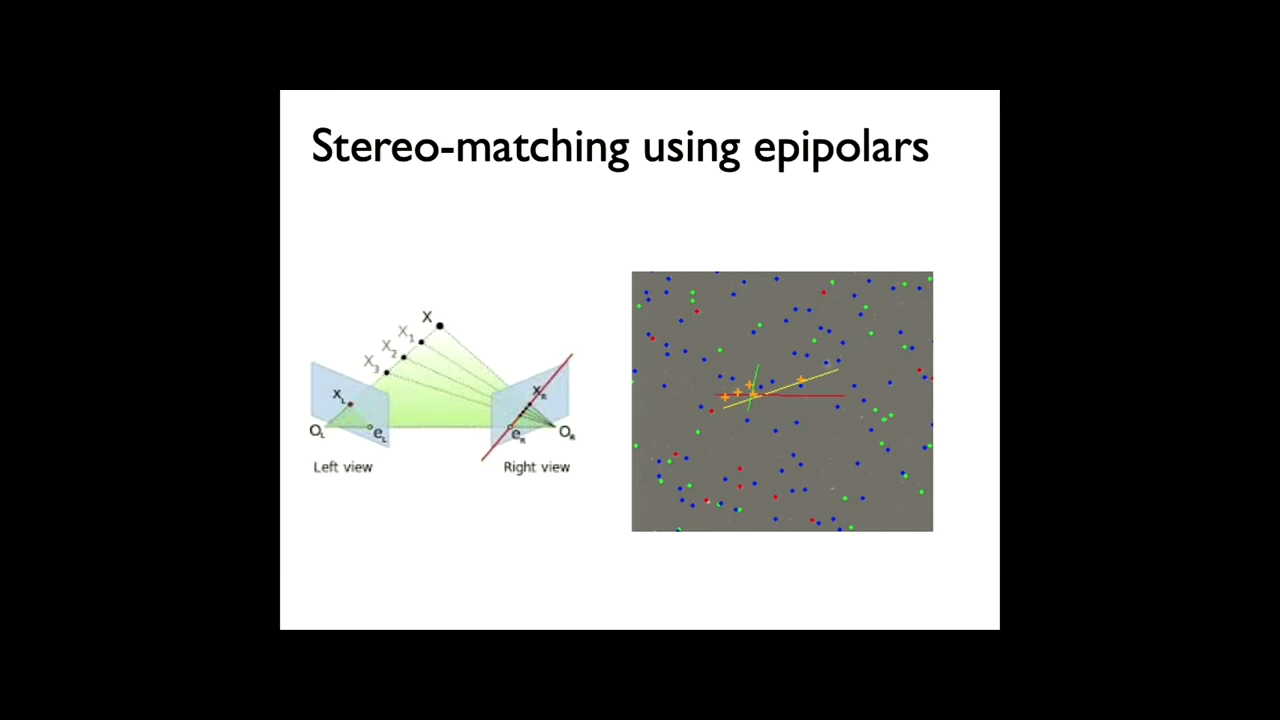 Stereo-matching using epipolars
X
X1
X2
X3
XL
XR
OL
eL
eR
OR
Left view
Right view